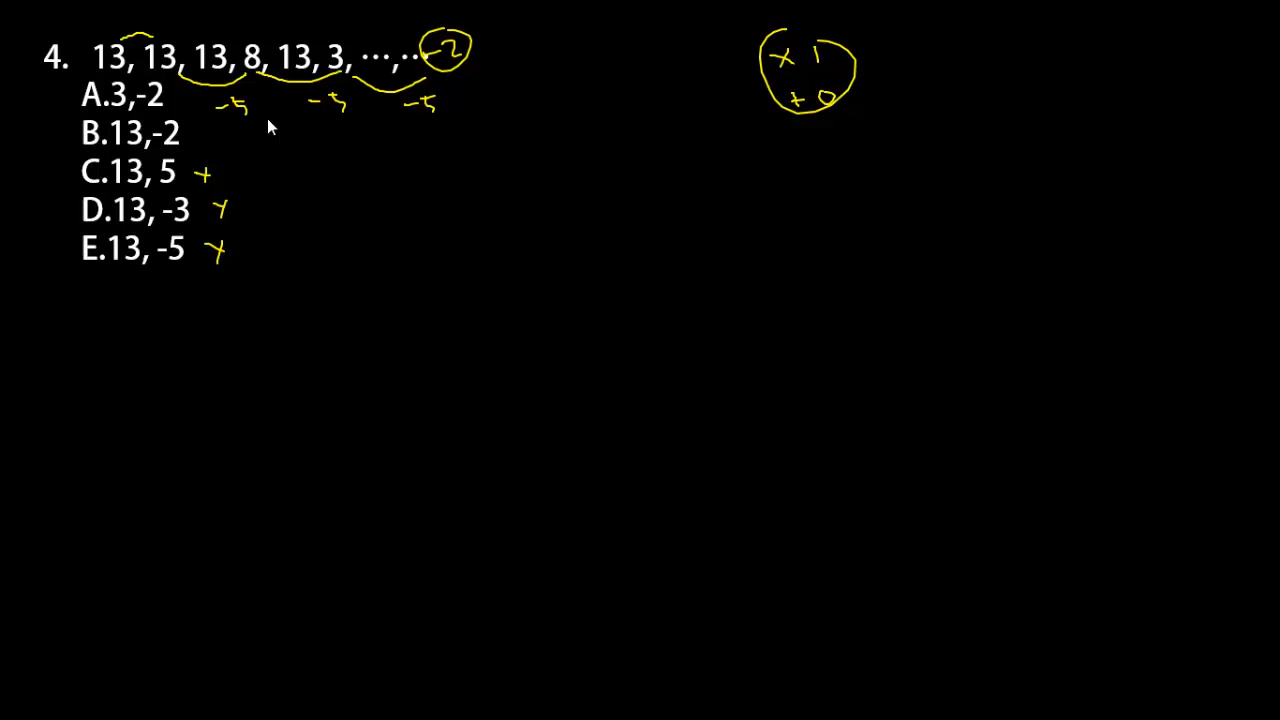 4. 13, 13, 13, 8, 13, 3, ...,... -2
A.3,-2
B.13,-2
C.13, 5 x
D.13, -3 x
E.13, -5 x
-5 -5 -5
x 1
+ 0